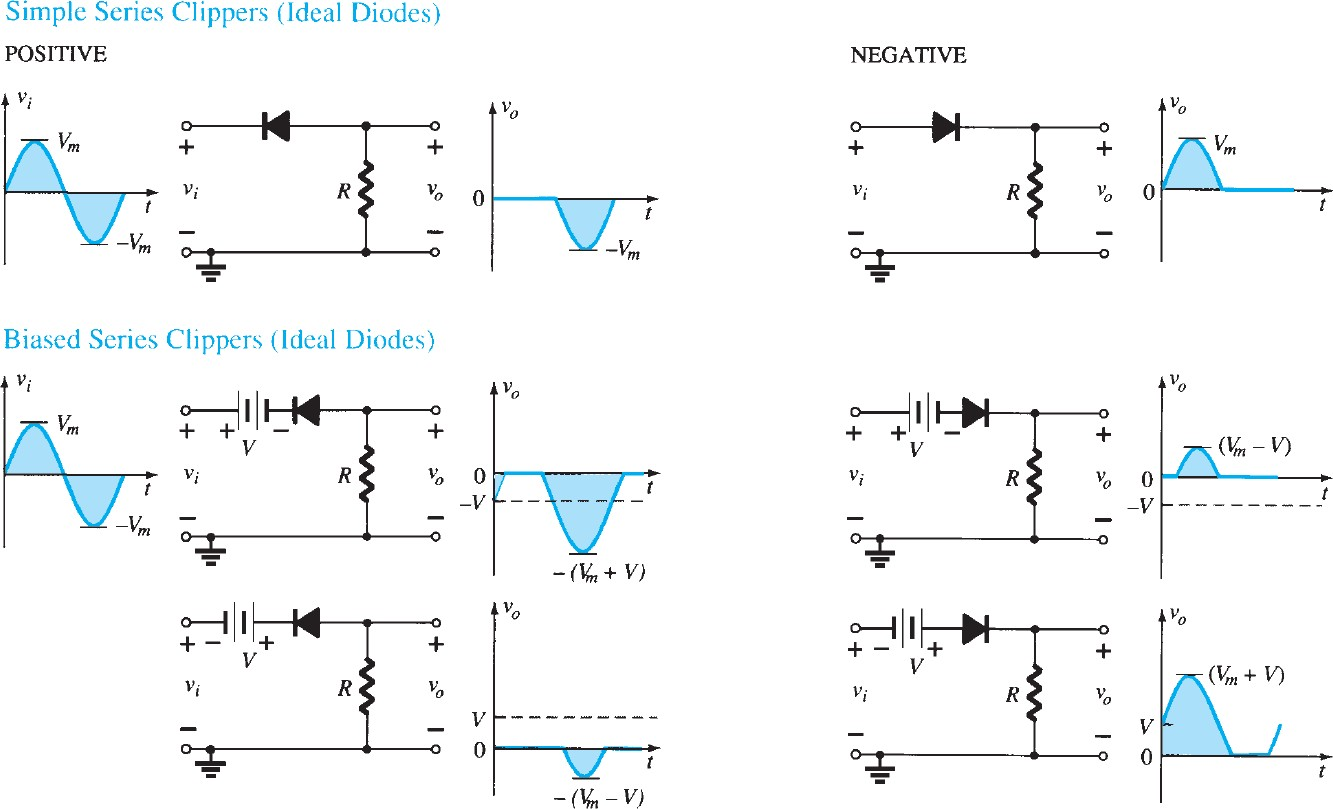 Simple Series Clippers (Ideal Diodes)
POSITIVE
NEGATIVE
v_i
V_m
t
−V_m
+
v_i
−
R
+
v_o
−
v_o
0
t
−V_m
+
v_i
−
R
+
v_o
−
v_o
V_m
0
t
Biased Series Clippers (Ideal Diodes)
v_i
V_m
t
−V_m
+
+ V −
v_i
−
R
+
v_o
−
v_o
0
−V
t
− (V_m + V)
+
+ V −
v_i
−
R
+
v_o
−
v_o
(V_m − V)
0
−V
t
+
− V +
v_i
−
R
+
v_o
−
v_o
V
0
t
− (V_m − V)
+
− V +
v_i
−
R
+
v_o
−
v_o
(V_m + V)
V
0
t